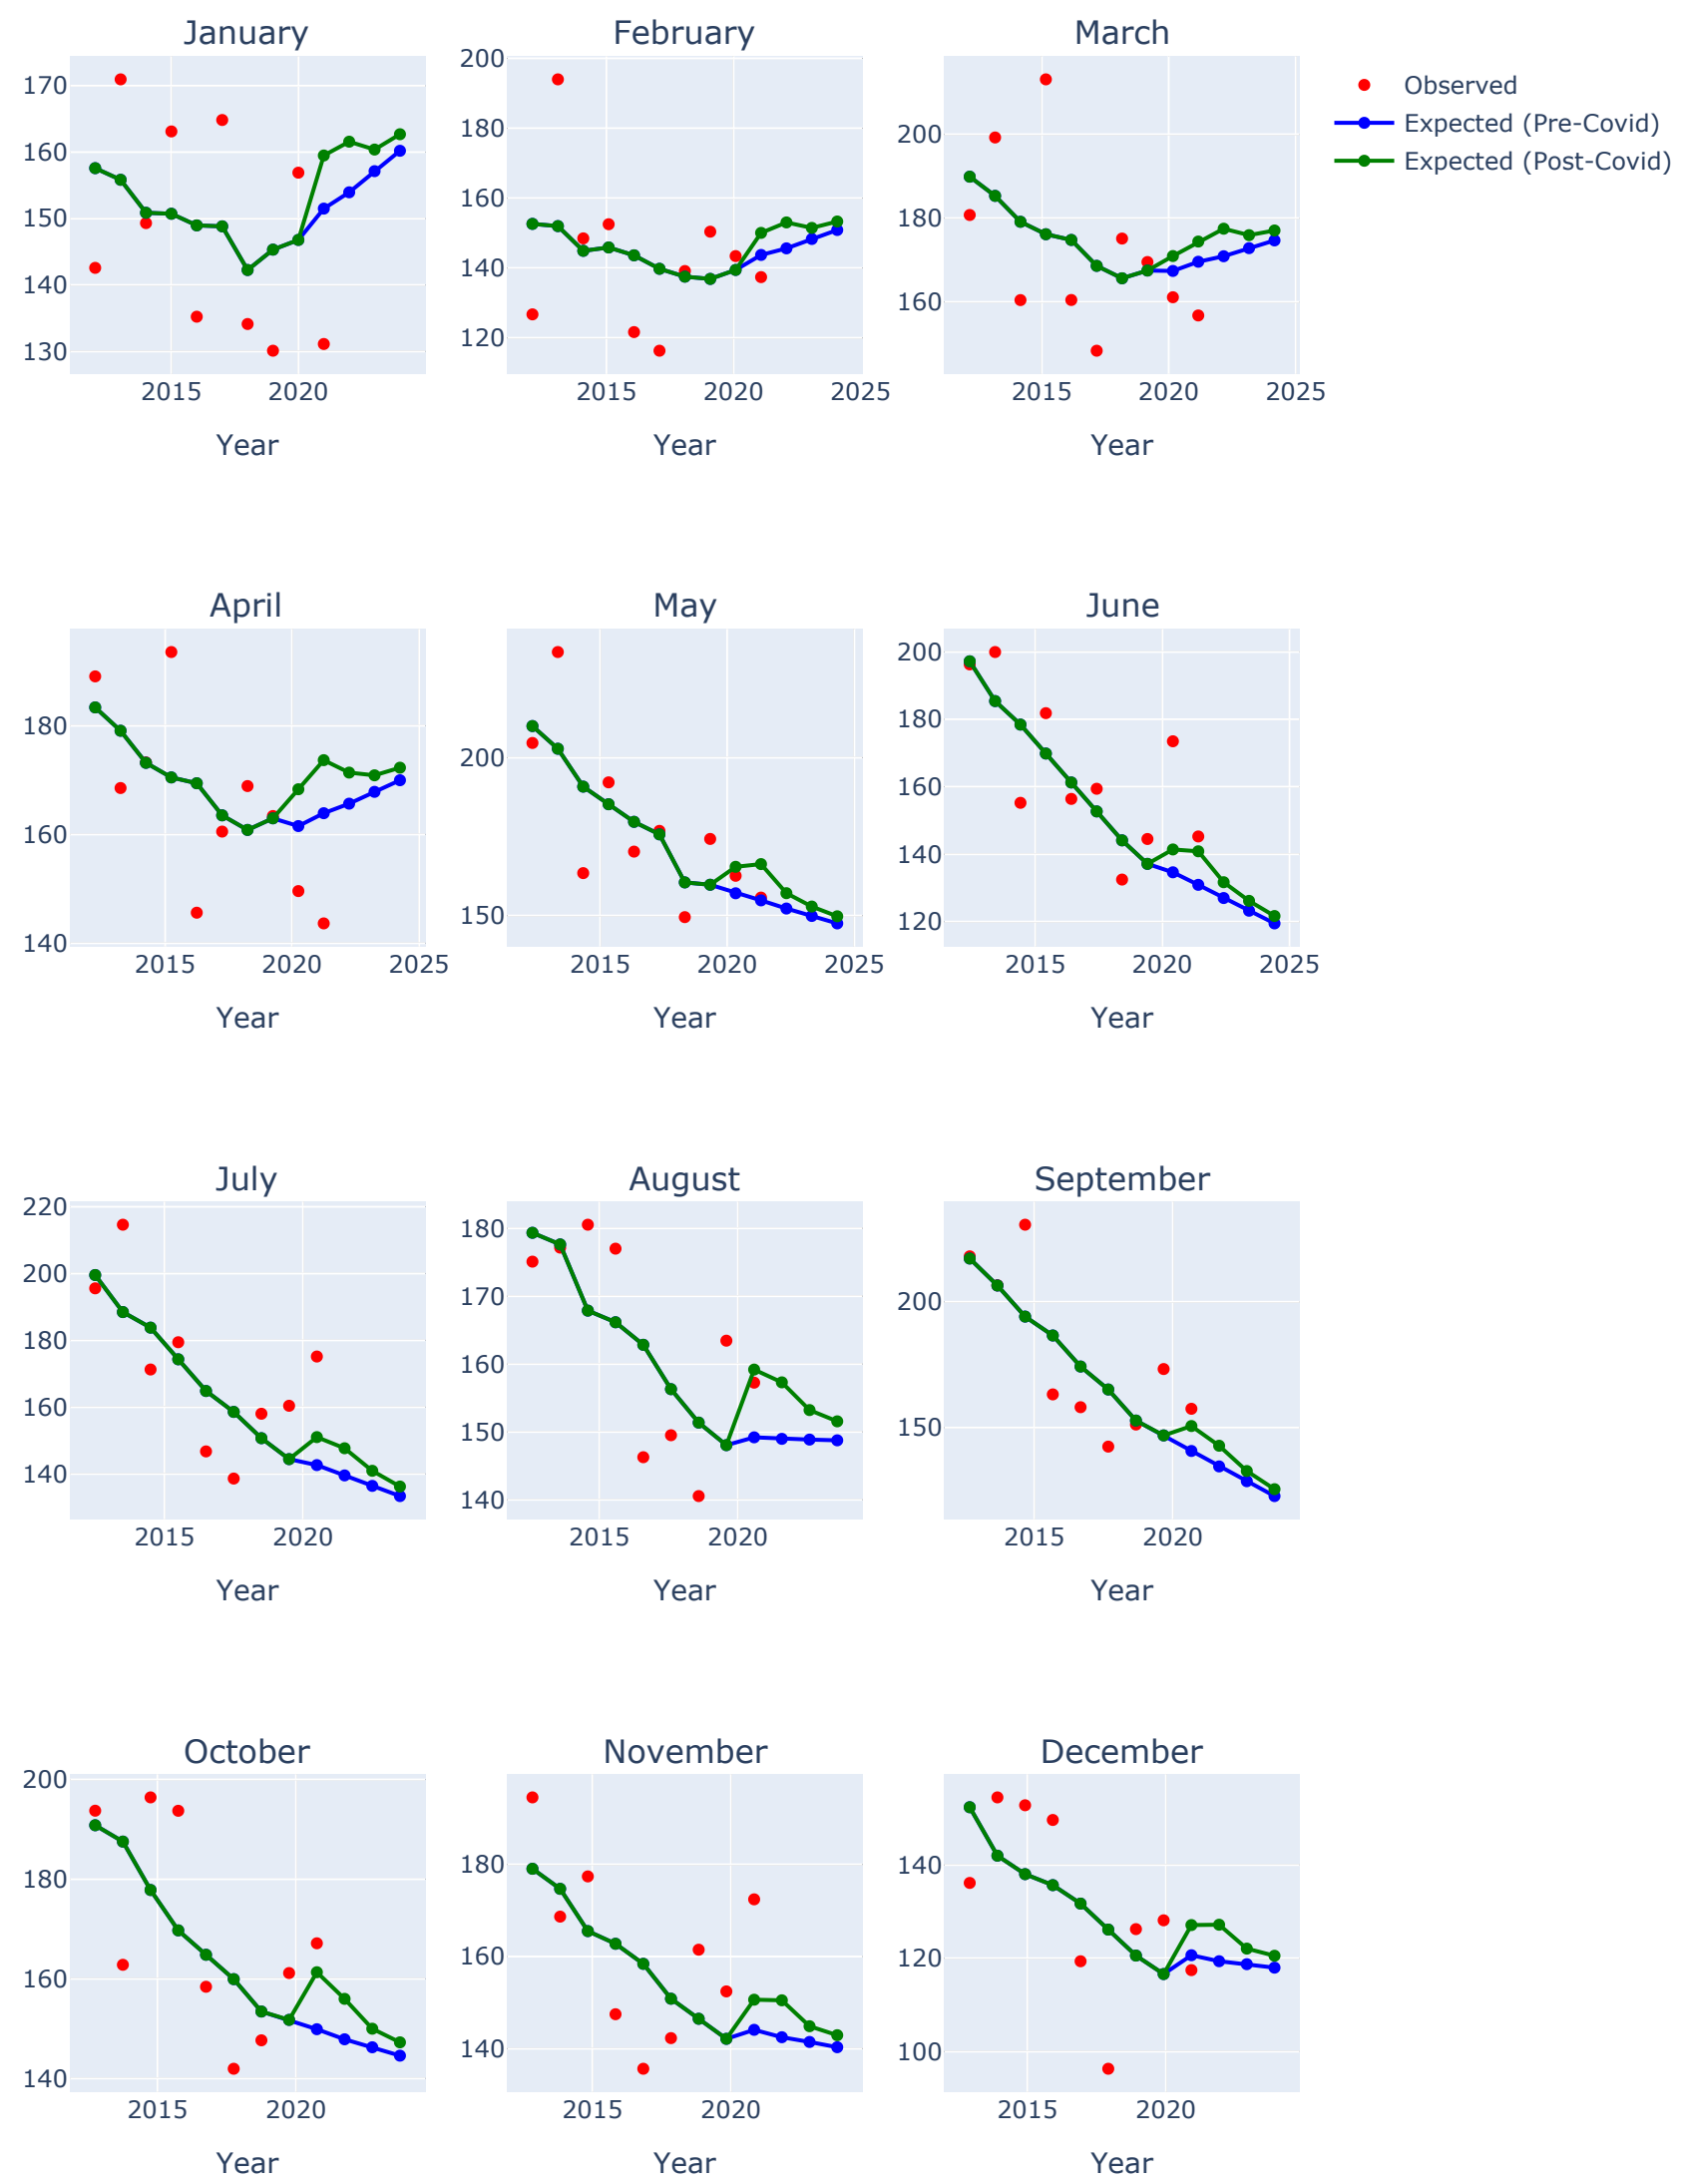 January February March
170
160
150
140
130
2015 2020
Year
200
180
160
140
120
2015 2020 2025
Year
200
180
160
2015 2020 2025
Year
Observed
Expected (Pre-Covid)
Expected (Post-Covid)
April May June
180
160
140
2015 2020 2025
Year
200
150
2015 2020 2025
Year
200
180
160
140
120
2015 2020 2025
Year
July August September
220
200
180
160
140
2015 2020
Year
180
170
160
150
140
2015 2020
Year
200
150
2015 2020
Year
October November December
200
180
160
140
2015 2020
Year
180
160
140
2015 2020
Year
140
120
100
2015 2020
Year